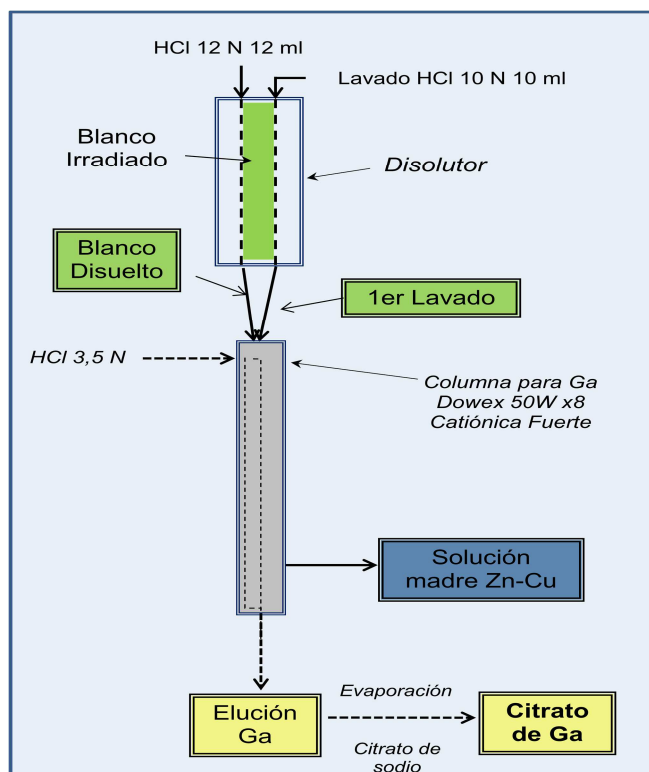 HCl 12 N 12 ml
Lavado HCl 10 N 10 ml
Blanco
Irradiado
Disolutor
Blanco
Disuelto
1er Lavado
HCl 3,5 N
Columna para Ga
Dowex 50W x8
Catiónica Fuerte
Solución
madre Zn-Cu
Elución
Ga
Evaporación
Citrato de
sodio
Citrato
de Ga